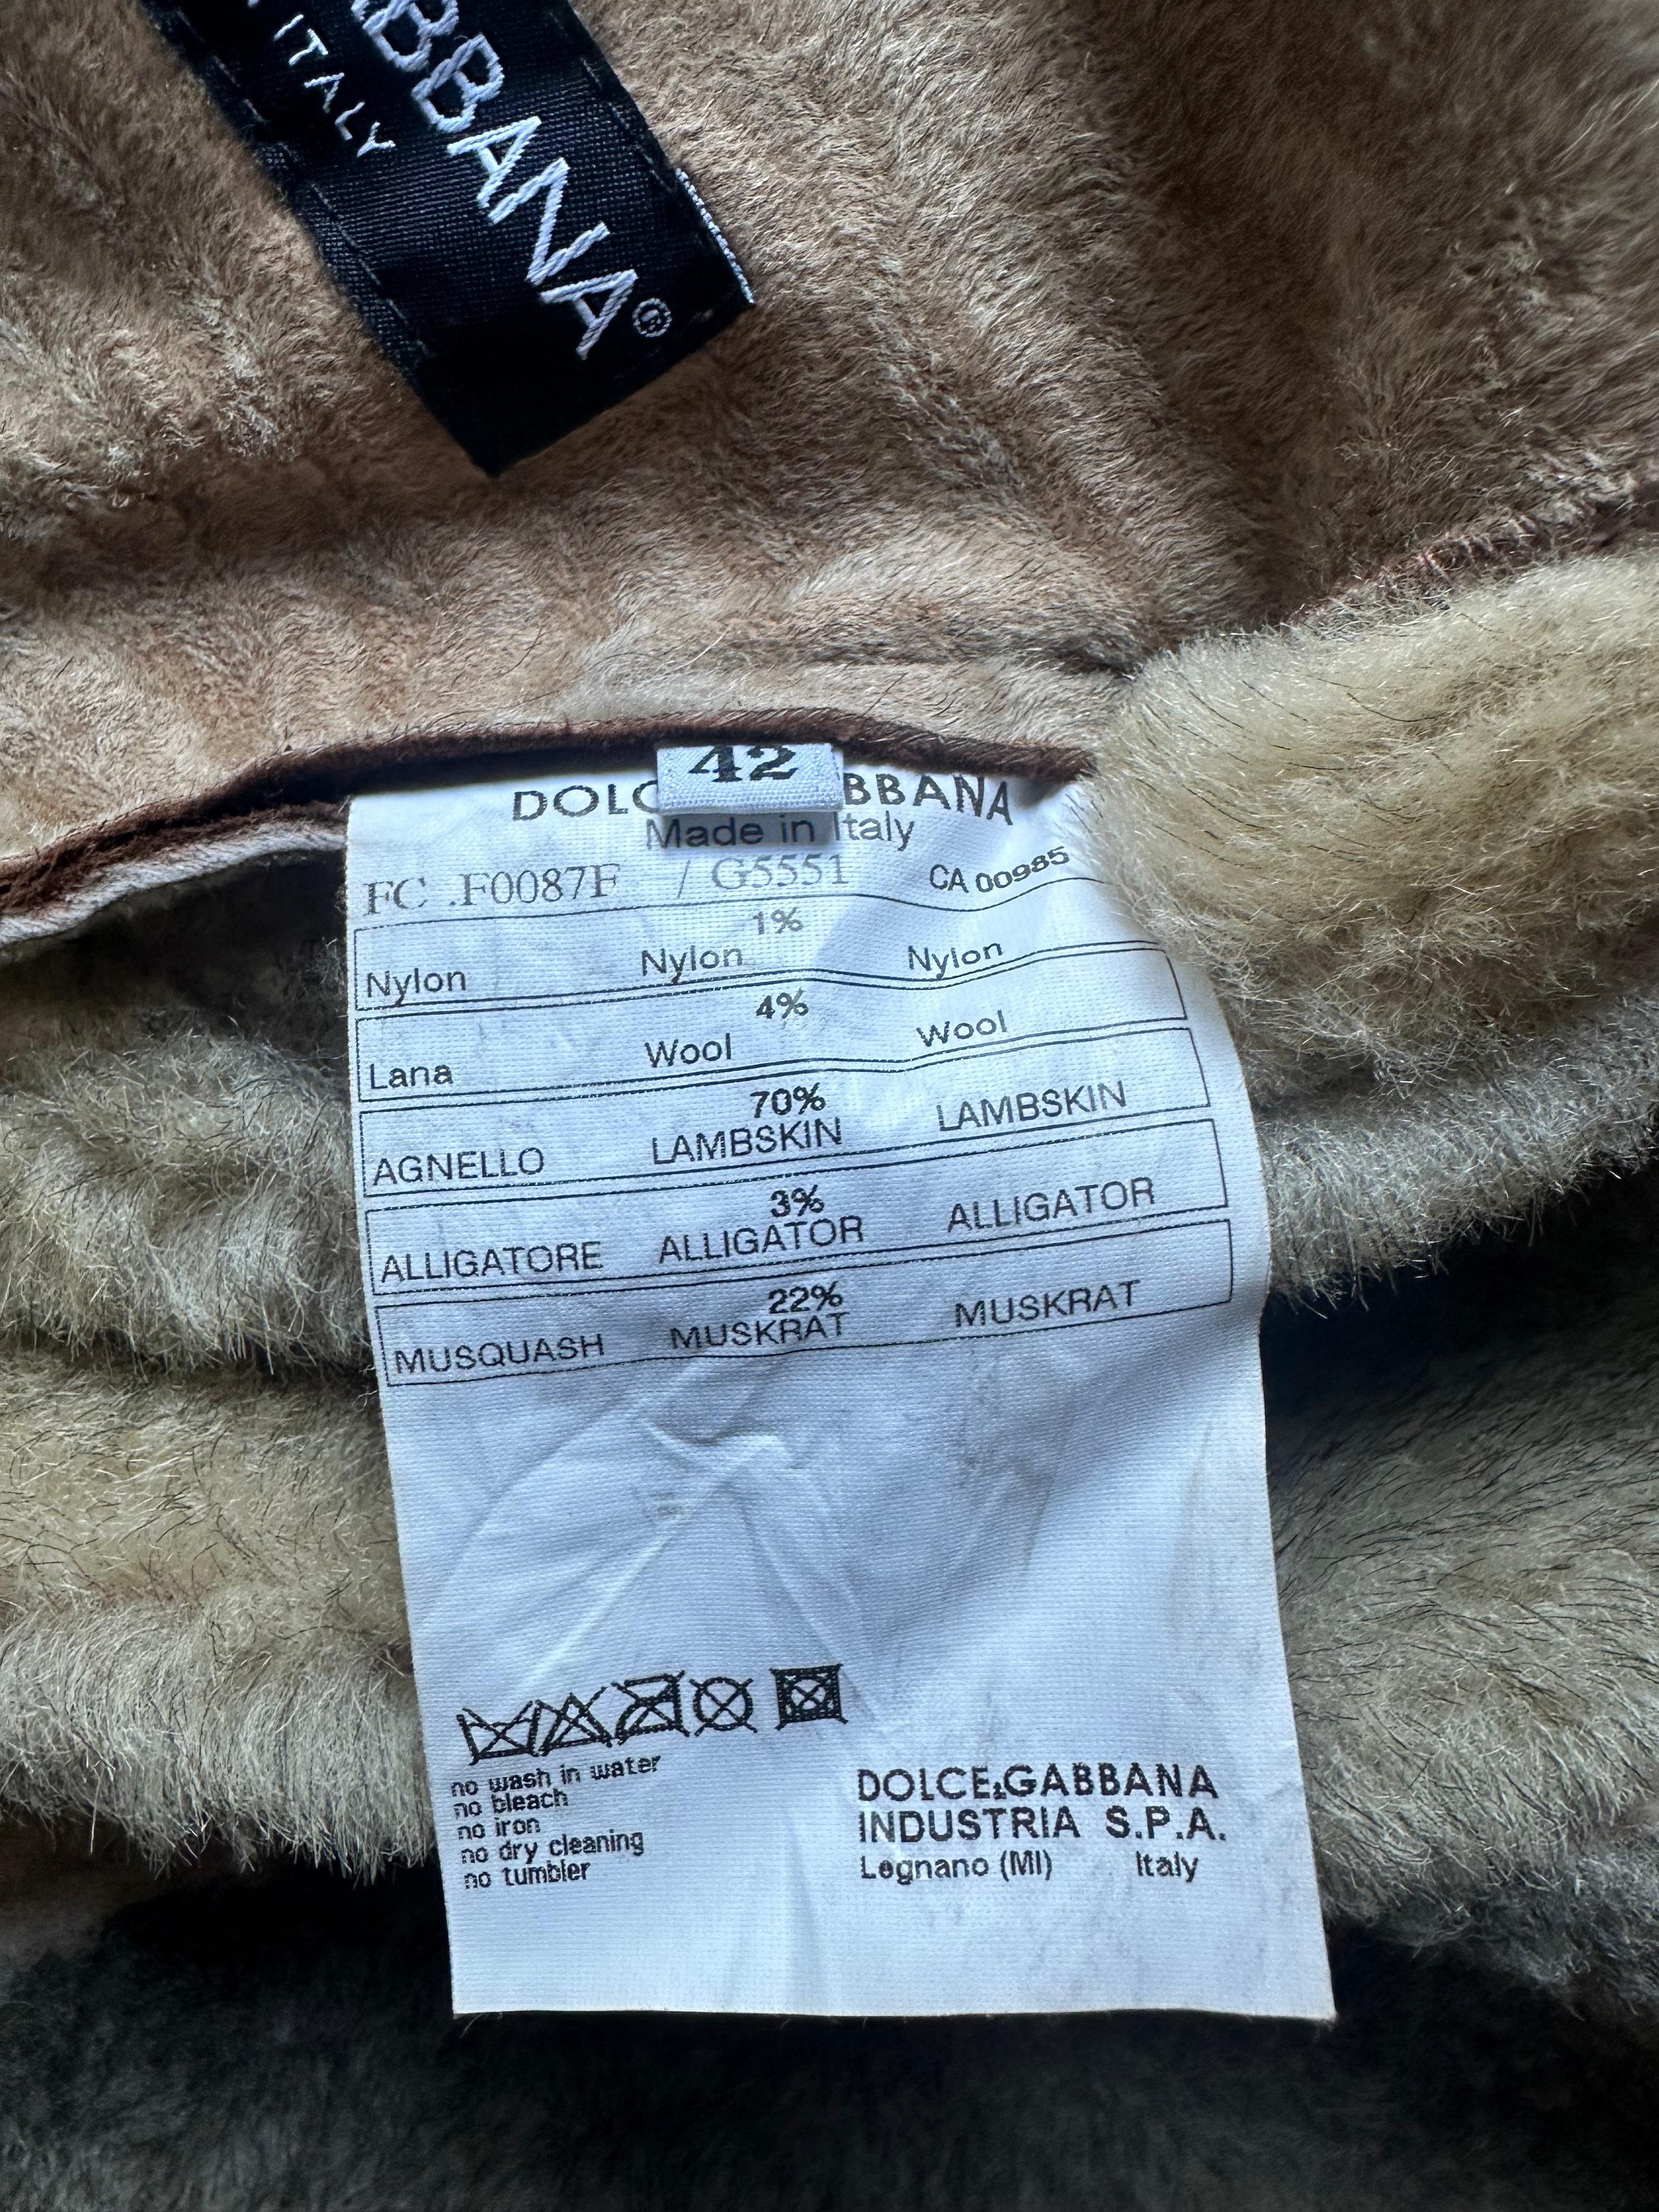 BBANA®
ITALY
42
DOLC BBANA
Made in Italy
FC .F0087F / G5551 CA 00985
1%
Nylon Nylon Nylon
4%
Lana Wool Wool
70%
AGNELLO LAMBSKIN LAMBSKIN
3%
ALLIGATORE ALLIGATOR ALLIGATOR
22%
MUSQUASH MUSKRAT MUSKRAT
no wash in water
no bleach
no iron
no dry cleaning
no tumbler
DOLCE&GABBANA
INDUSTRIA S.P.A.
Legnano (MI) Italy